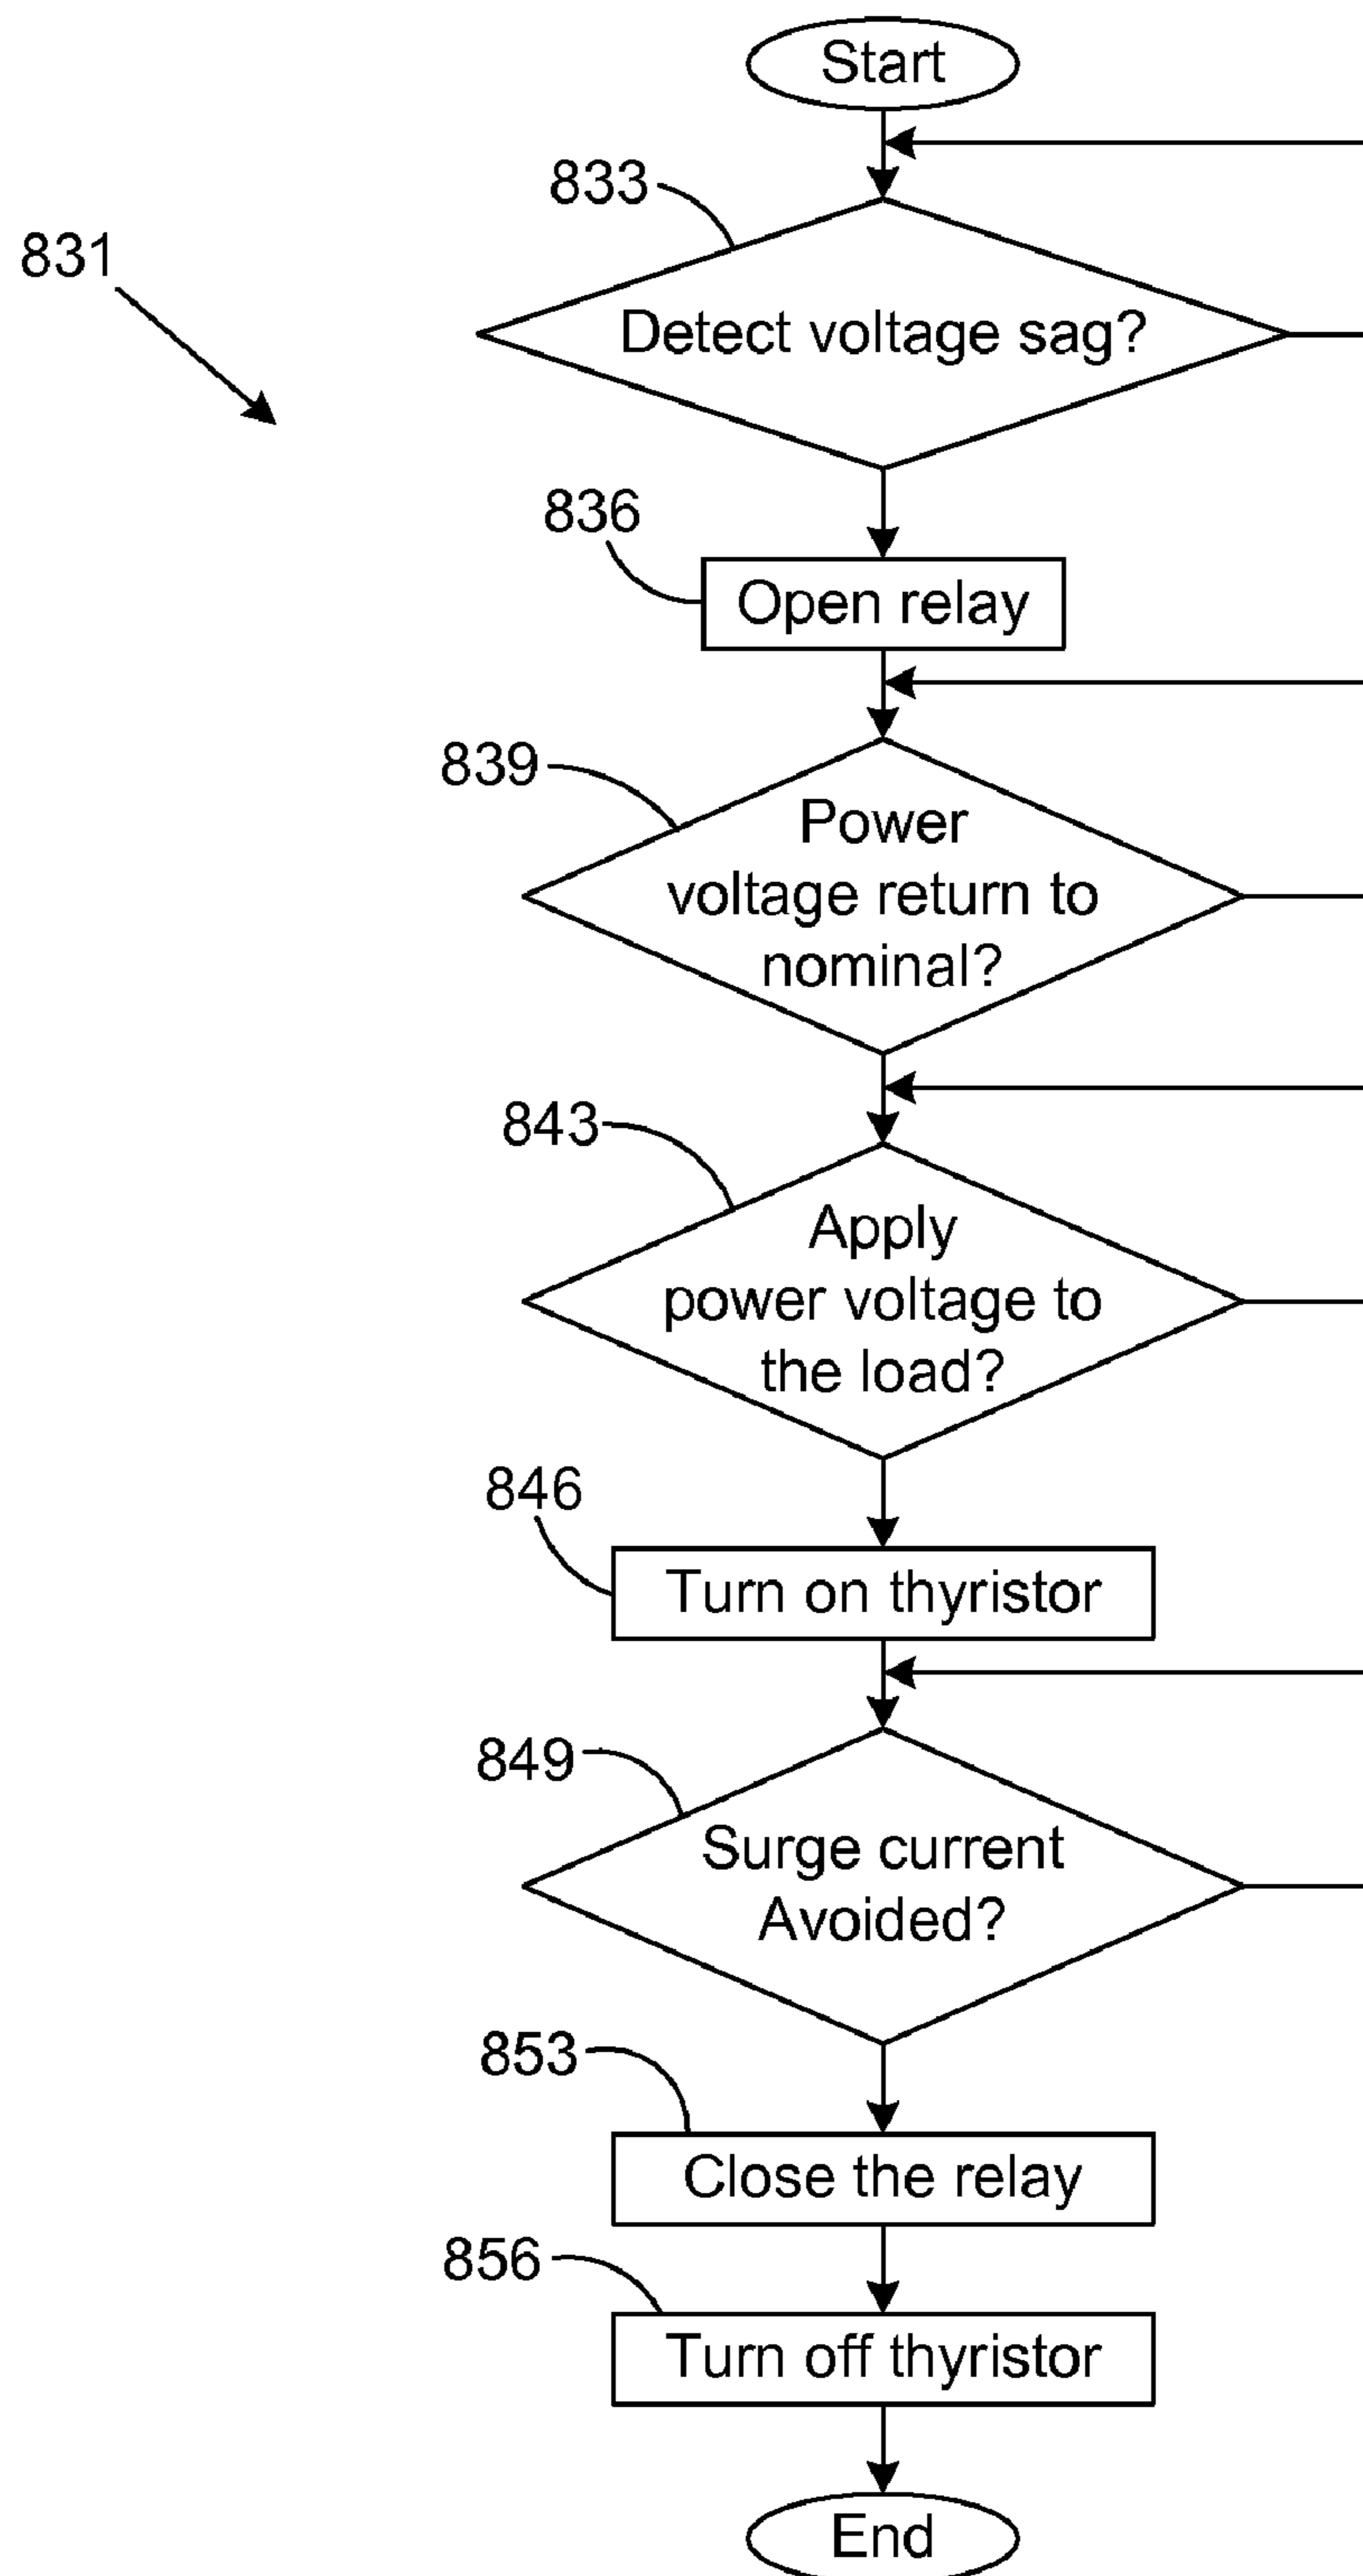 Start
833
831
Detect voltage sag?
836
Open relay
839
Power
voltage return to
nominal?
843
Apply
power voltage to
the load?
846
Turn on thyristor
849
Surge current
Avoided?
853
Close the relay
856
Turn off thyristor
End